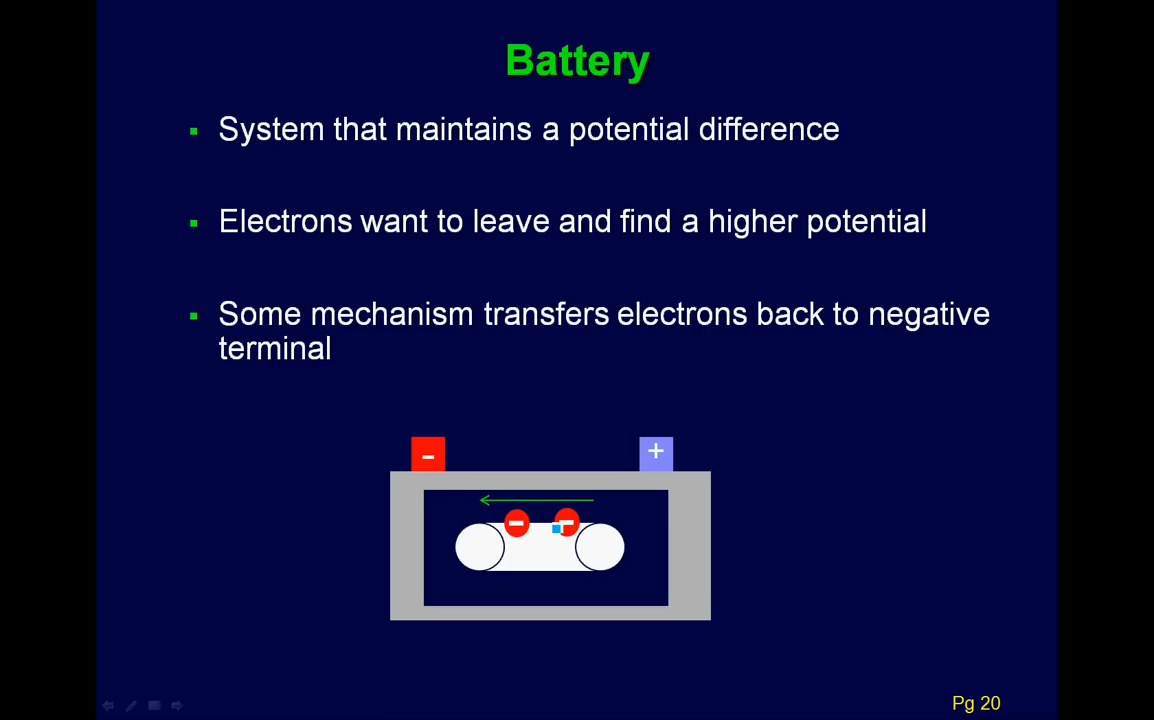 Battery
▪ System that maintains a potential difference
▪ Electrons want to leave and find a higher potential
▪ Some mechanism transfers electrons back to negative
terminal
- +
- -
Pg 20